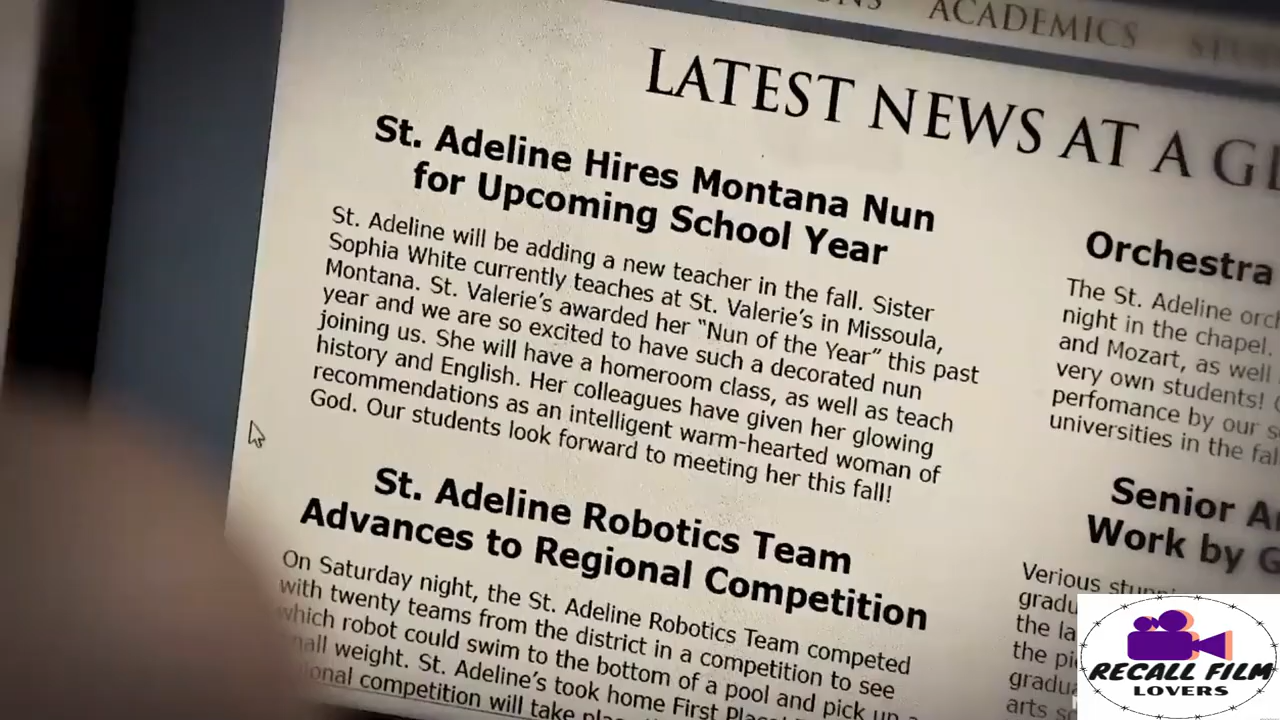 ACADEMICS
LATEST NEWS AT A
St. Adeline Hires Montana Nun
for Upcoming School Year
St. Adeline will be adding a new teacher in the fall. Sister
Sophia White currently teaches at St. Valerie's in Missoula,
Montana. St. Valerie's awarded her "Nun of the Year" this past
year and we are so excited to have such a decorated nun
joining us. She will have a homeroom class, as well as teach
history and English. Her colleagues have given her glowing
recommendations as an intelligent warm-hearted woman of
God. Our students look forward to meeting her this fall!
St. Adeline Robotics Team
Advances to Regional Competition
On Saturday night, the St. Adeline Robotics Team competed
with twenty teams from the district in a competition to see
which robot could swim to the bottom of a pool and pick up
weight. St. Adeline's took home First
competition will take
Orchestra
The St. Adeline
night in the chapel.
and Mozart, as well
very own students!
perfomance by our
universities in the
Senior
Work by
Verious
the
the
arts
RECALL FILM
LOVERS